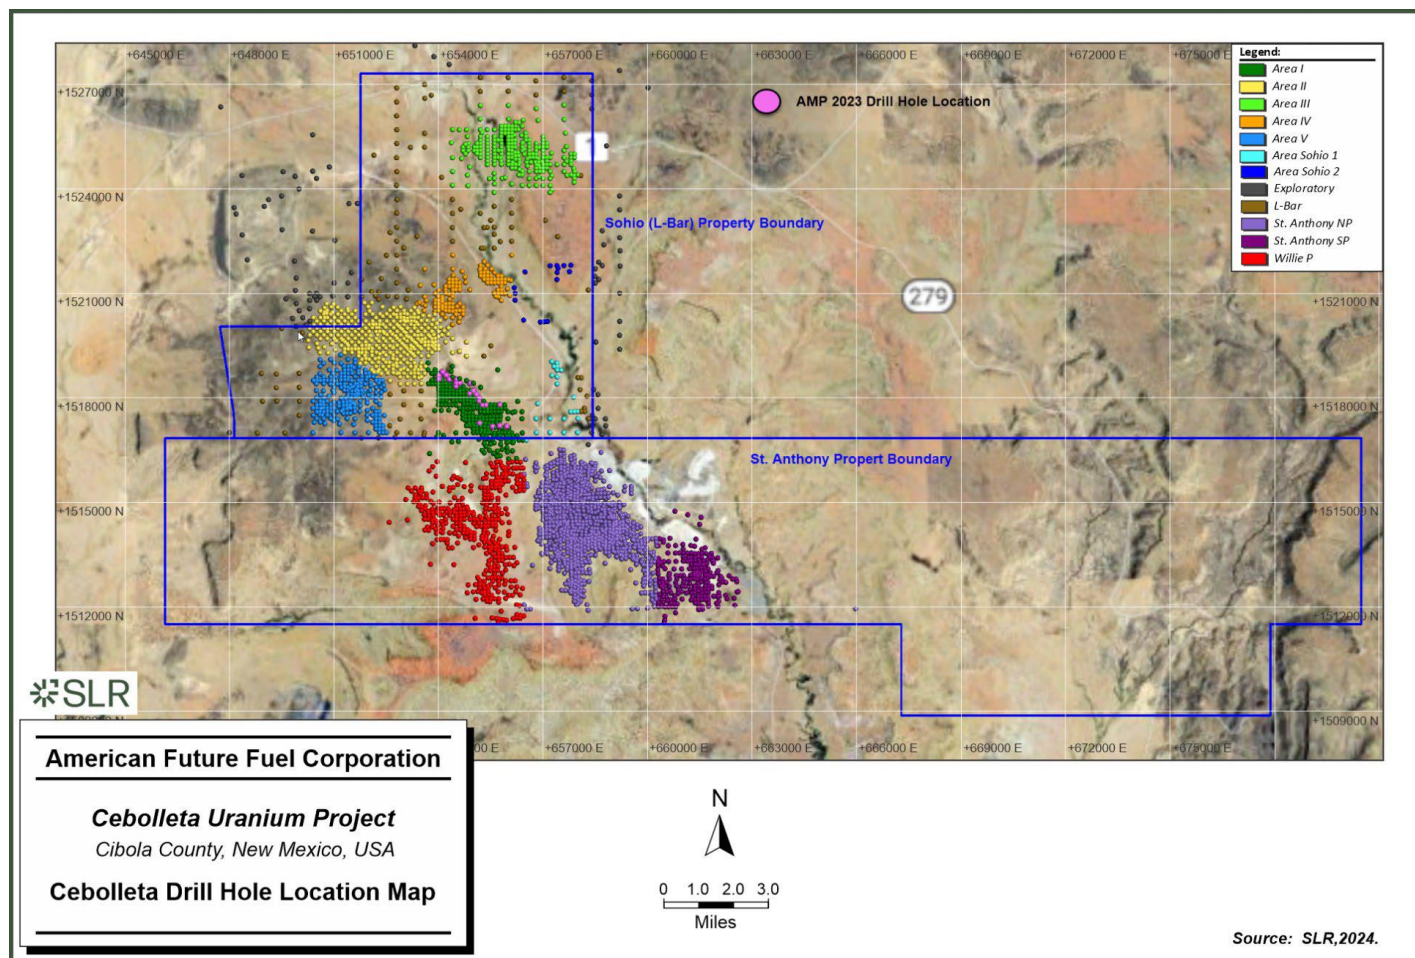 +645000 E +648000 E +651000 E +654000 E +657000 E +660000 E +663000 E +666000 E +669000 E +672000 E +675000 E
Legend:
Area I
Area II
Area III
Area IV
Area V
Area Sohio 1
Area Sohio 2
Exploratory
L-Bar
St. Anthony NP
St. Anthony SP
Willie P
AMP 2023 Drill Hole Location
+1527000 N
1
+1524000 N
Sohio (L-Bar) Property Boundary
279
+1521000 N +1521000 N
+1518000 N +1518000 N
St. Anthony Propert Boundary
+1515000 N +1515000 N
+1512000 N +1512000 N
SLR
+1509000 N
+657000 E +660000 E +663000 E +666000 E +669000 E +672000 E +675000 E
American Future Fuel Corporation
Cebolleta Uranium Project
Cibola County, New Mexico, USA
Cebolleta Drill Hole Location Map
N
0 1.0 2.0 3.0
Miles
Source: SLR,2024.